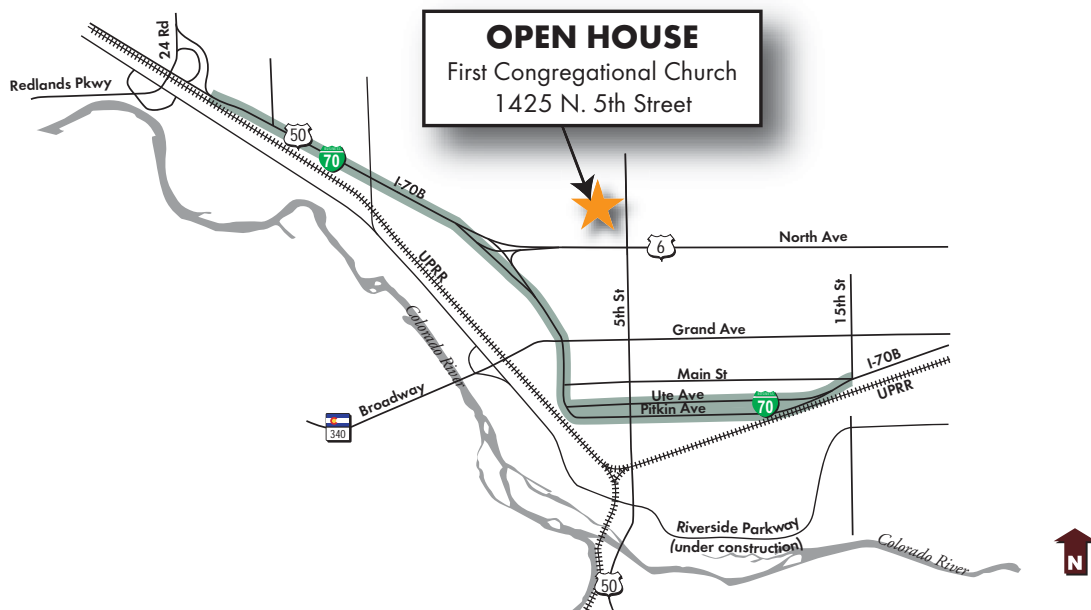 OPEN HOUSE
First Congregational Church
1425 N. 5th Street
24 Rd
Redlands Pkwy
50
70
I-70B
6
North Ave
UPRR
5th St
15th St
Colorado River
Grand Ave
I-70B
Main St
UPRR
Ute Ave
70
Pitkin Ave
Broadway
340
Riverside Parkway
(under construction)
Colorado River
50
N